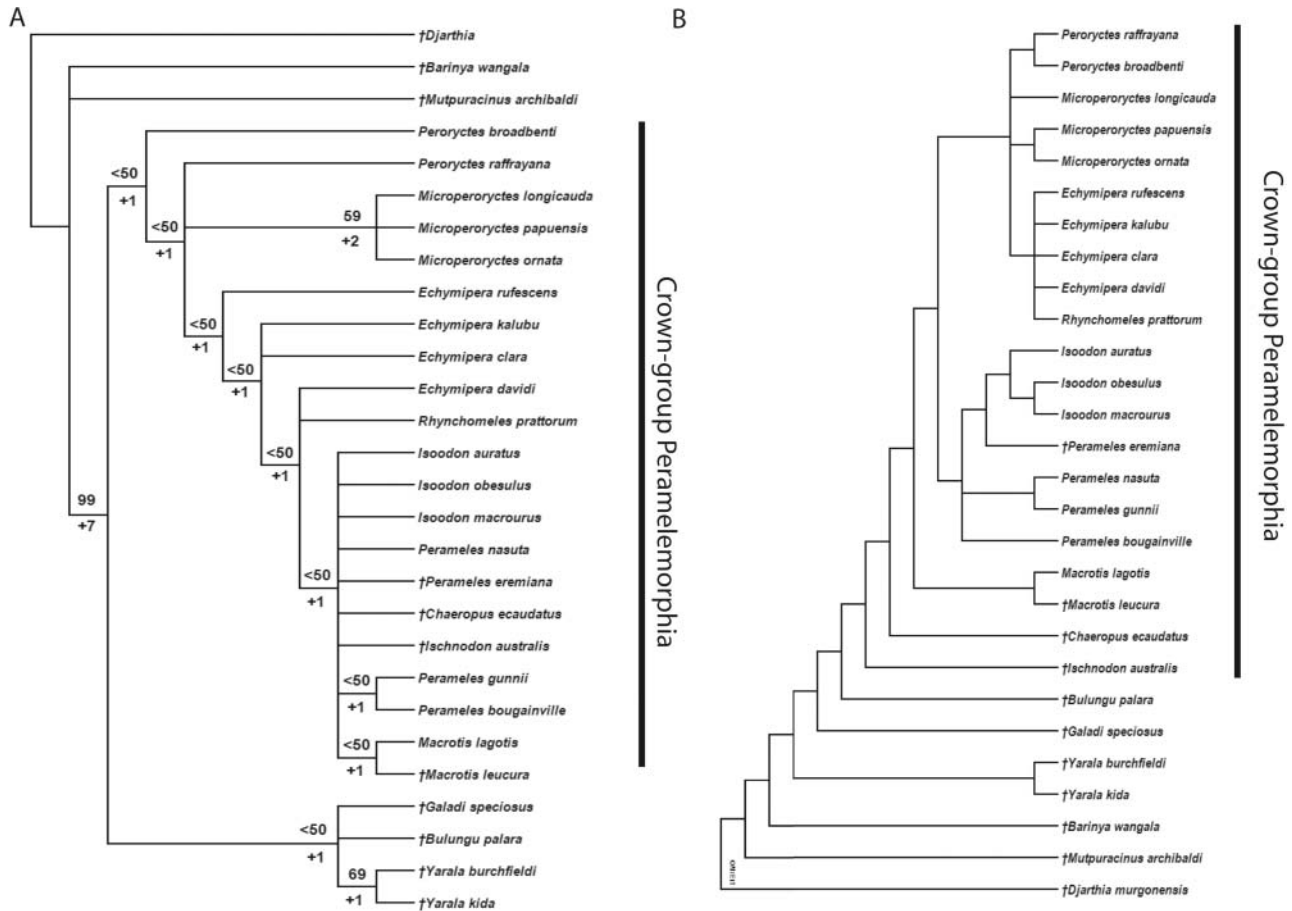 A
†Djarthia
†Barinya wangala
†Mutpuracinus archibaldi
Peroryctes broadbenti
<50
+1
Peroryctes raffrayana
Microperoryctes longicauda
59
<50
Microperoryctes papuensis
+2
+1
Microperoryctes ornata
Echymipera rufescens
<50
Echymipera kalubu
+1
Echymipera clara
<50
+1
Echymipera davidi
Rhynchomeles prattorum
<50
Isoodon auratus
+1
Isoodon obesulus
99
Isoodon macrourus
+7
Perameles nasuta
<50
†Perameles eremiana
+1
†Chaeropus ecaudatus
†Ischnodon australis
<50
Perameles gunnii
+1
Perameles bougainville
<50
Macrotis lagotis
+1
†Macrotis leucura
†Galadi speciosus
<50
†Bulungu palara
+1
69
†Yarala burchfieldi
+1
†Yarala kida
Crown-group Peramelemorphia
B
Peroryctes raffrayana
Peroryctes broadbenti
Microperoryctes longicauda
Microperoryctes papuensis
Microperoryctes ornata
Echymipera rufescens
Echymipera kalubu
Echymipera clara
Echymipera davidi
Rhynchomeles prattorum
Isoodon auratus
Isoodon obesulus
Isoodon macrourus
†Perameles eremiana
Perameles nasuta
Perameles gunnii
Perameles bougainville
Macrotis lagotis
†Macrotis leucura
†Chaeropus ecaudatus
†Ischnodon australis
†Bulungu palara
†Galadi speciosus
†Yarala burchfieldi
†Yarala kida
†Barinya wangala
†Mutpuracinus archibaldi
†Djarthia murgonensis
Crown-group Peramelemorphia